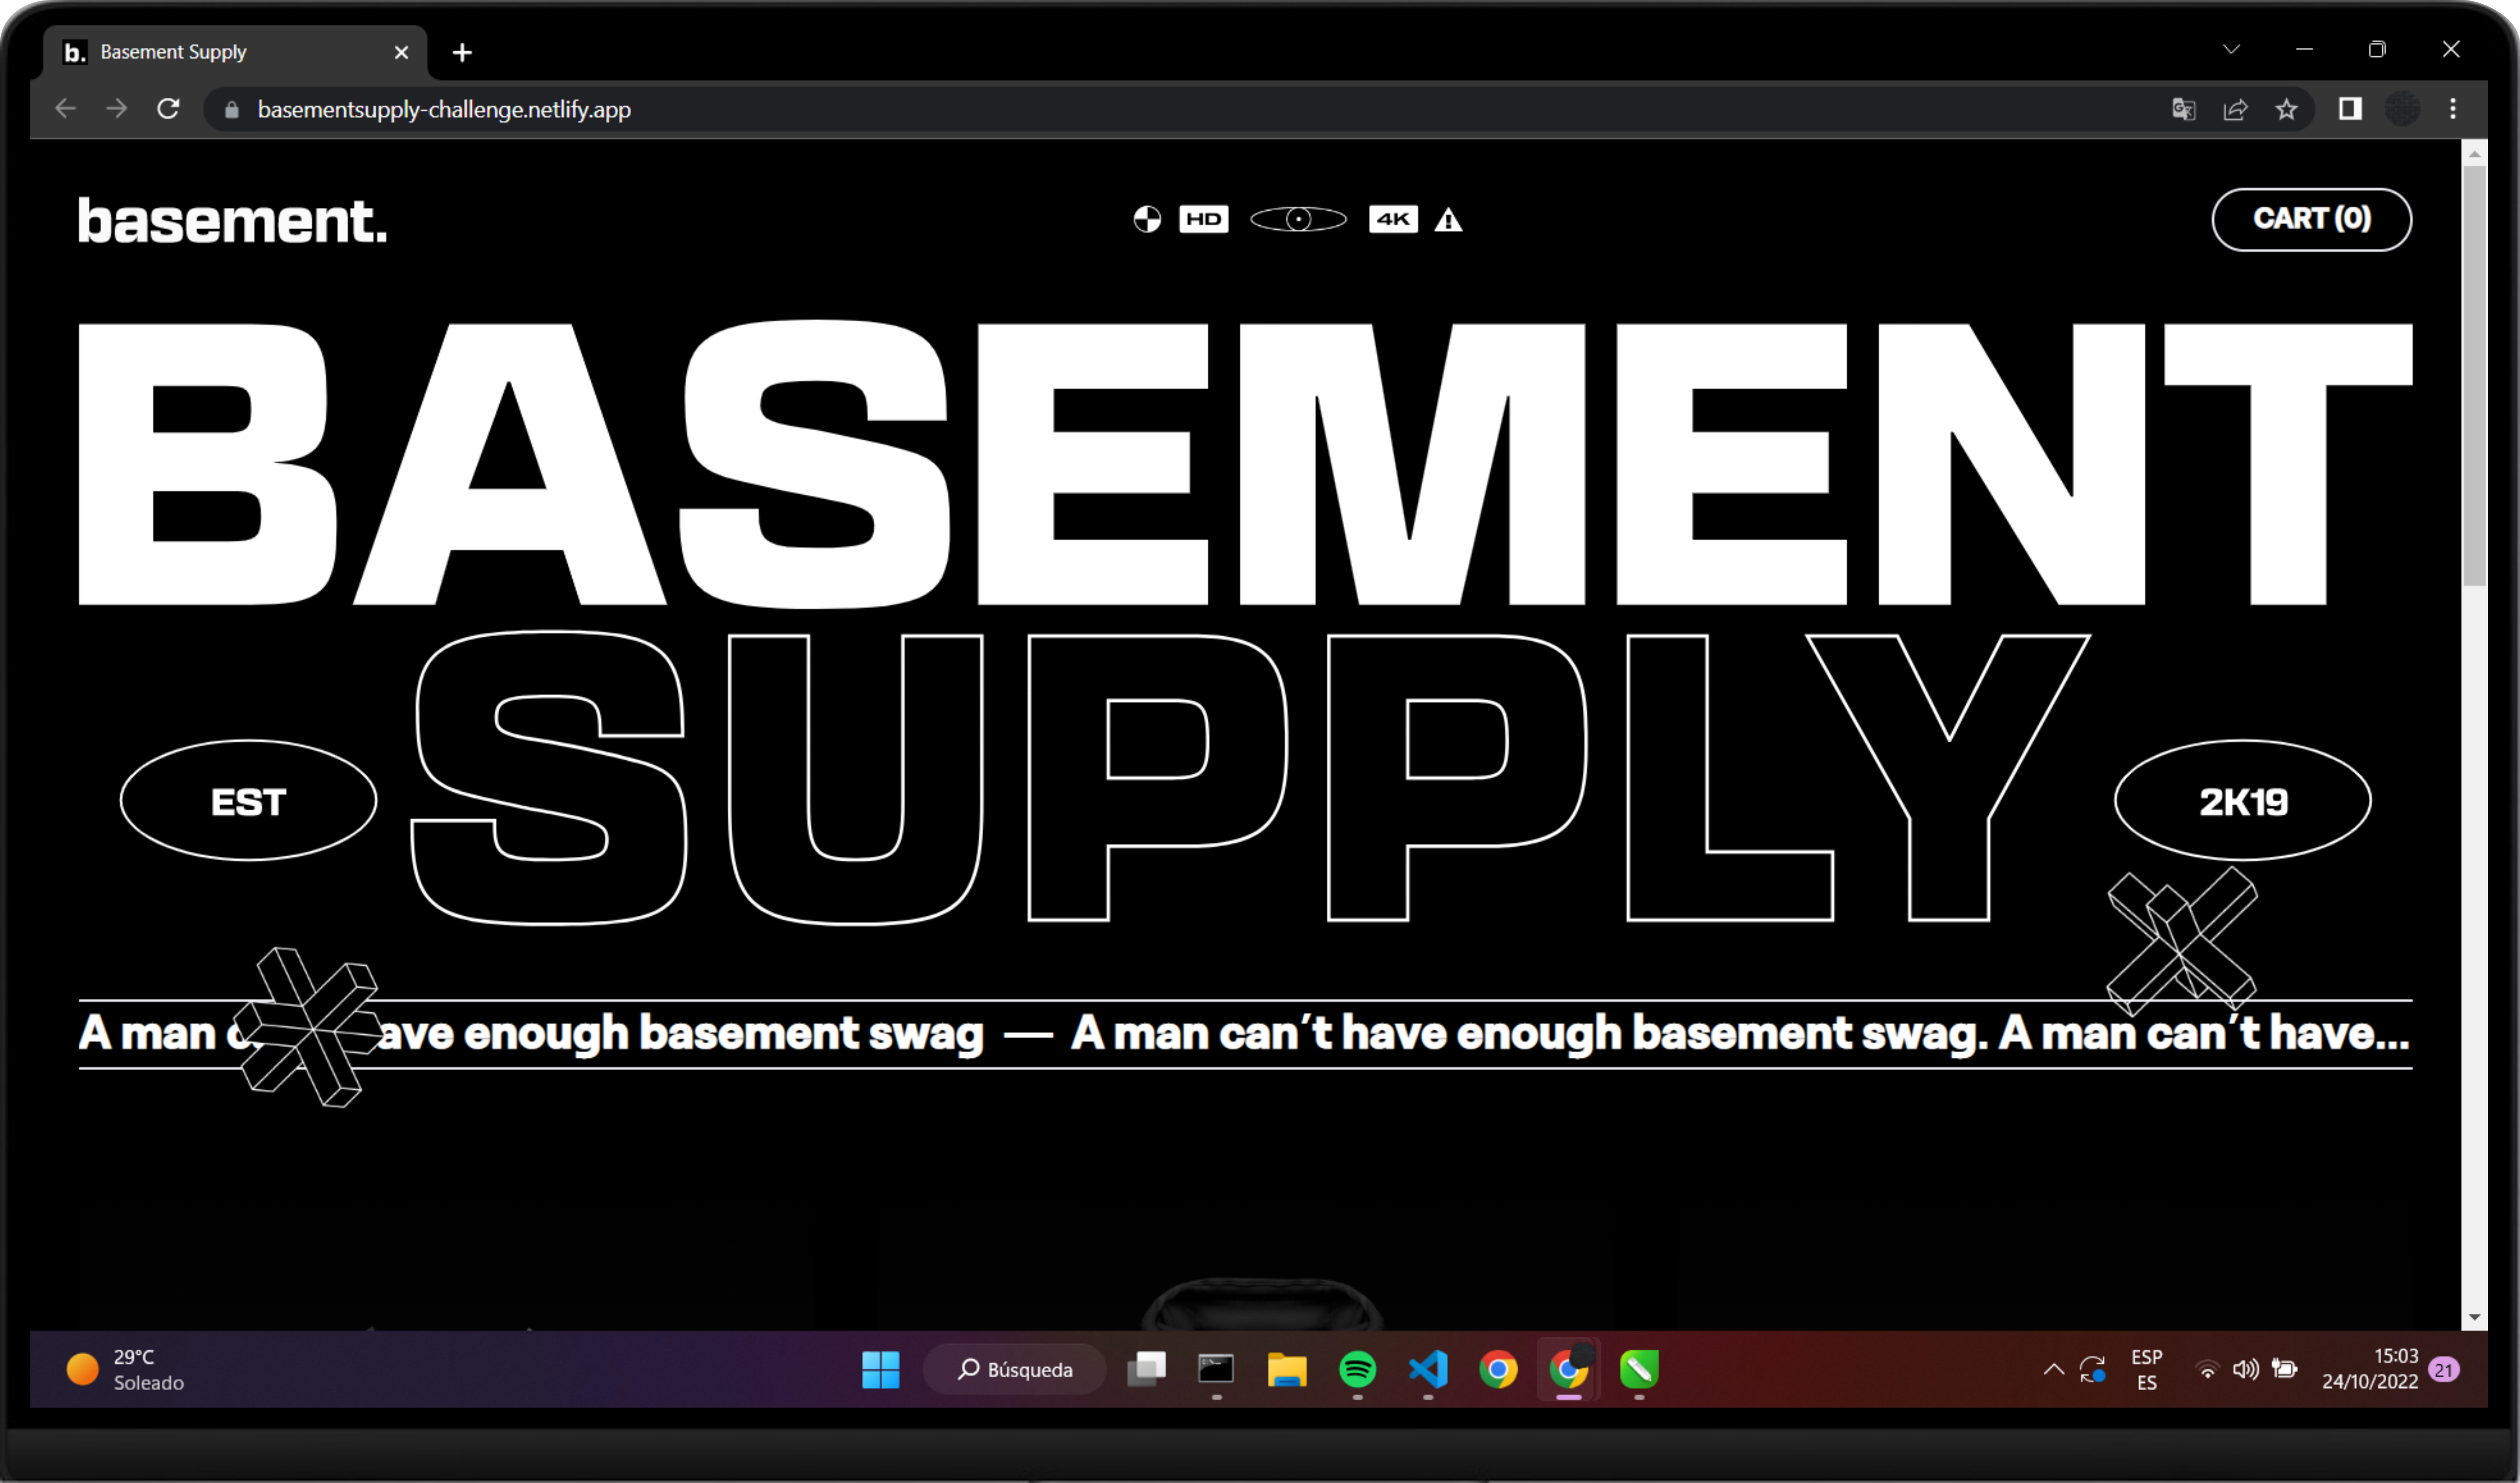 b. Basement Supply
basementsupply-challenge.netlify.app
basement.
HD 4K
CART (0)
BASEMENT
SUPPLY
EST
2K19
A man ave enough basement swag — A man can´t have enough basement swag. A man can´t have...
29°C
Soleado
Búsqueda
ESP
ES
15:03
24/10/2022
21